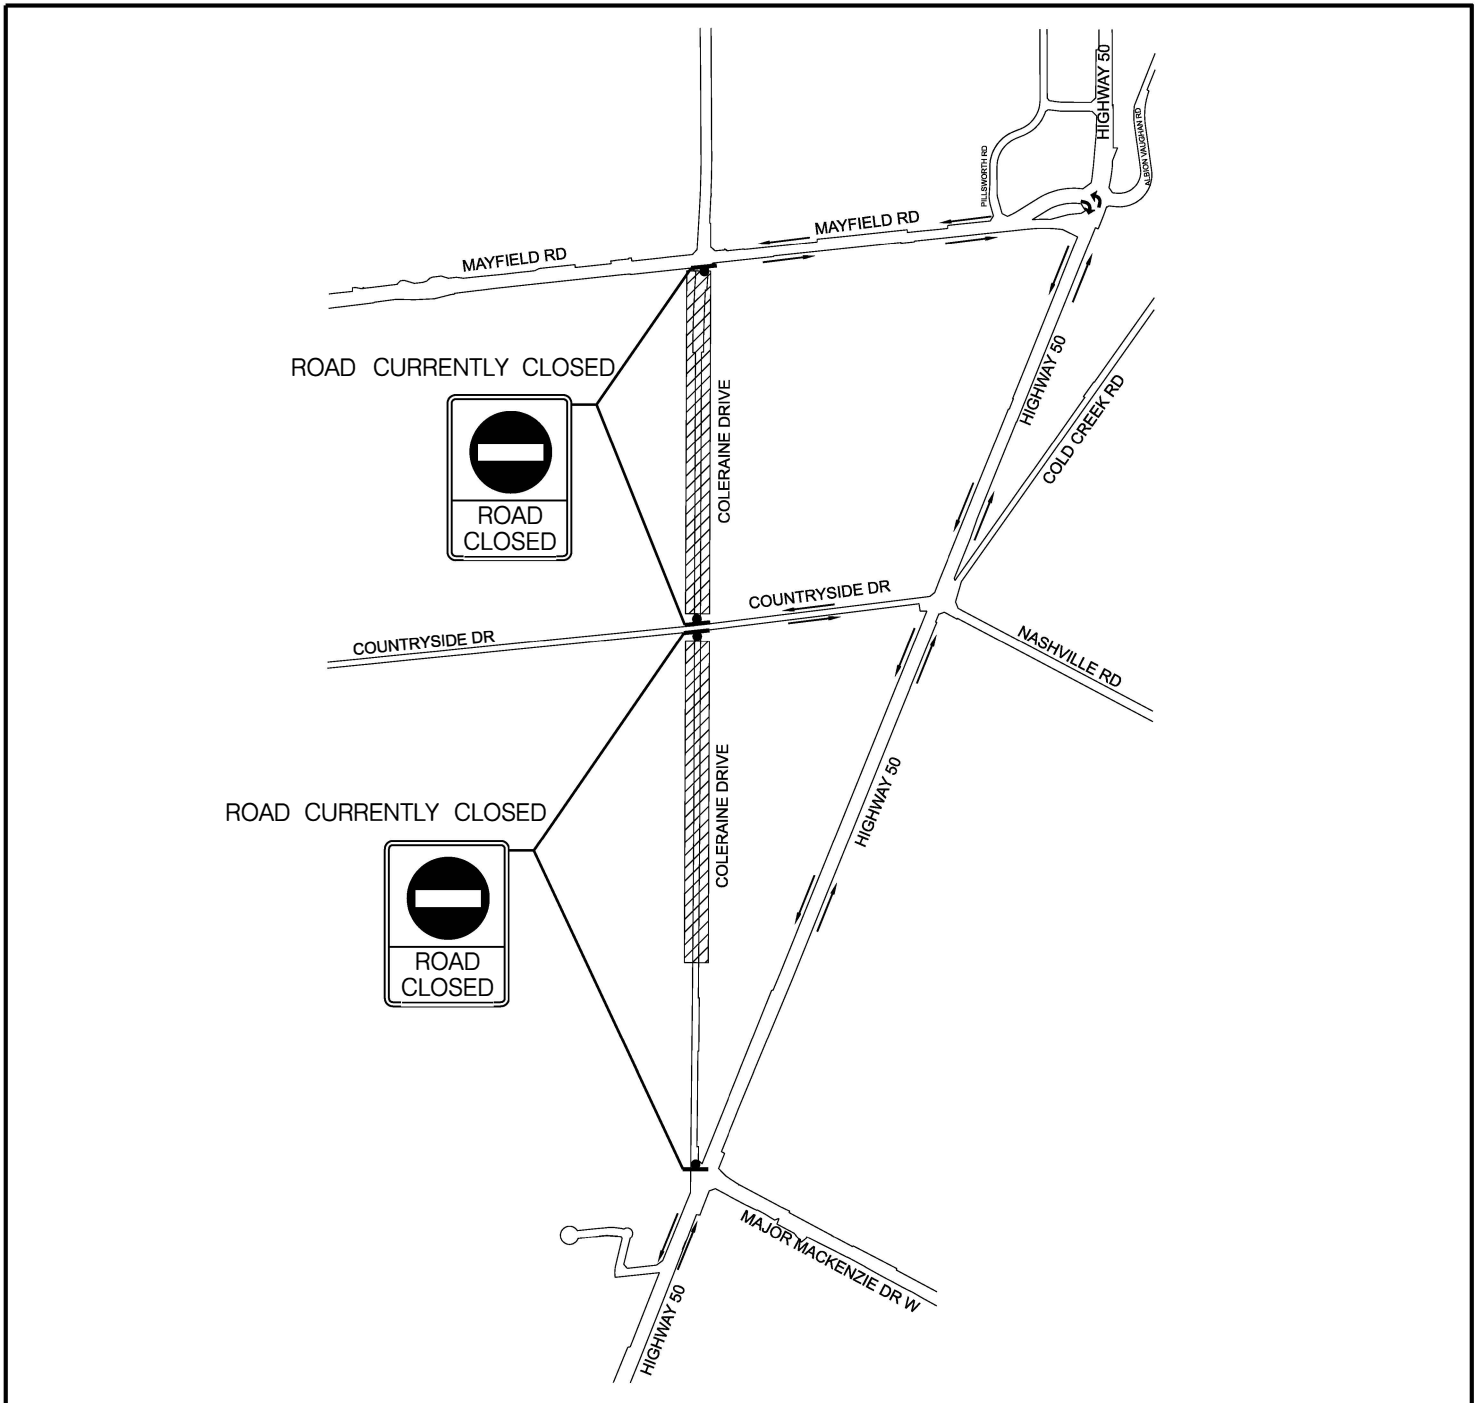 HIGHWAY 50
ALBION VAUGHAN RD
PILLSWORTH RD
MAYFIELD RD
MAYFIELD RD
ROAD CURRENTLY CLOSED
HIGHWAY 50
COLD CREEK RD
COLERAINE DRIVE
ROAD
CLOSED
COUNTRYSIDE DR
COUNTRYSIDE DR
NASHVILLE RD
HIGHWAY 50
COLERAINE DRIVE
ROAD CURRENTLY CLOSED
ROAD
CLOSED
MAJOR MACKENZIE DR W
HIGHWAY 50